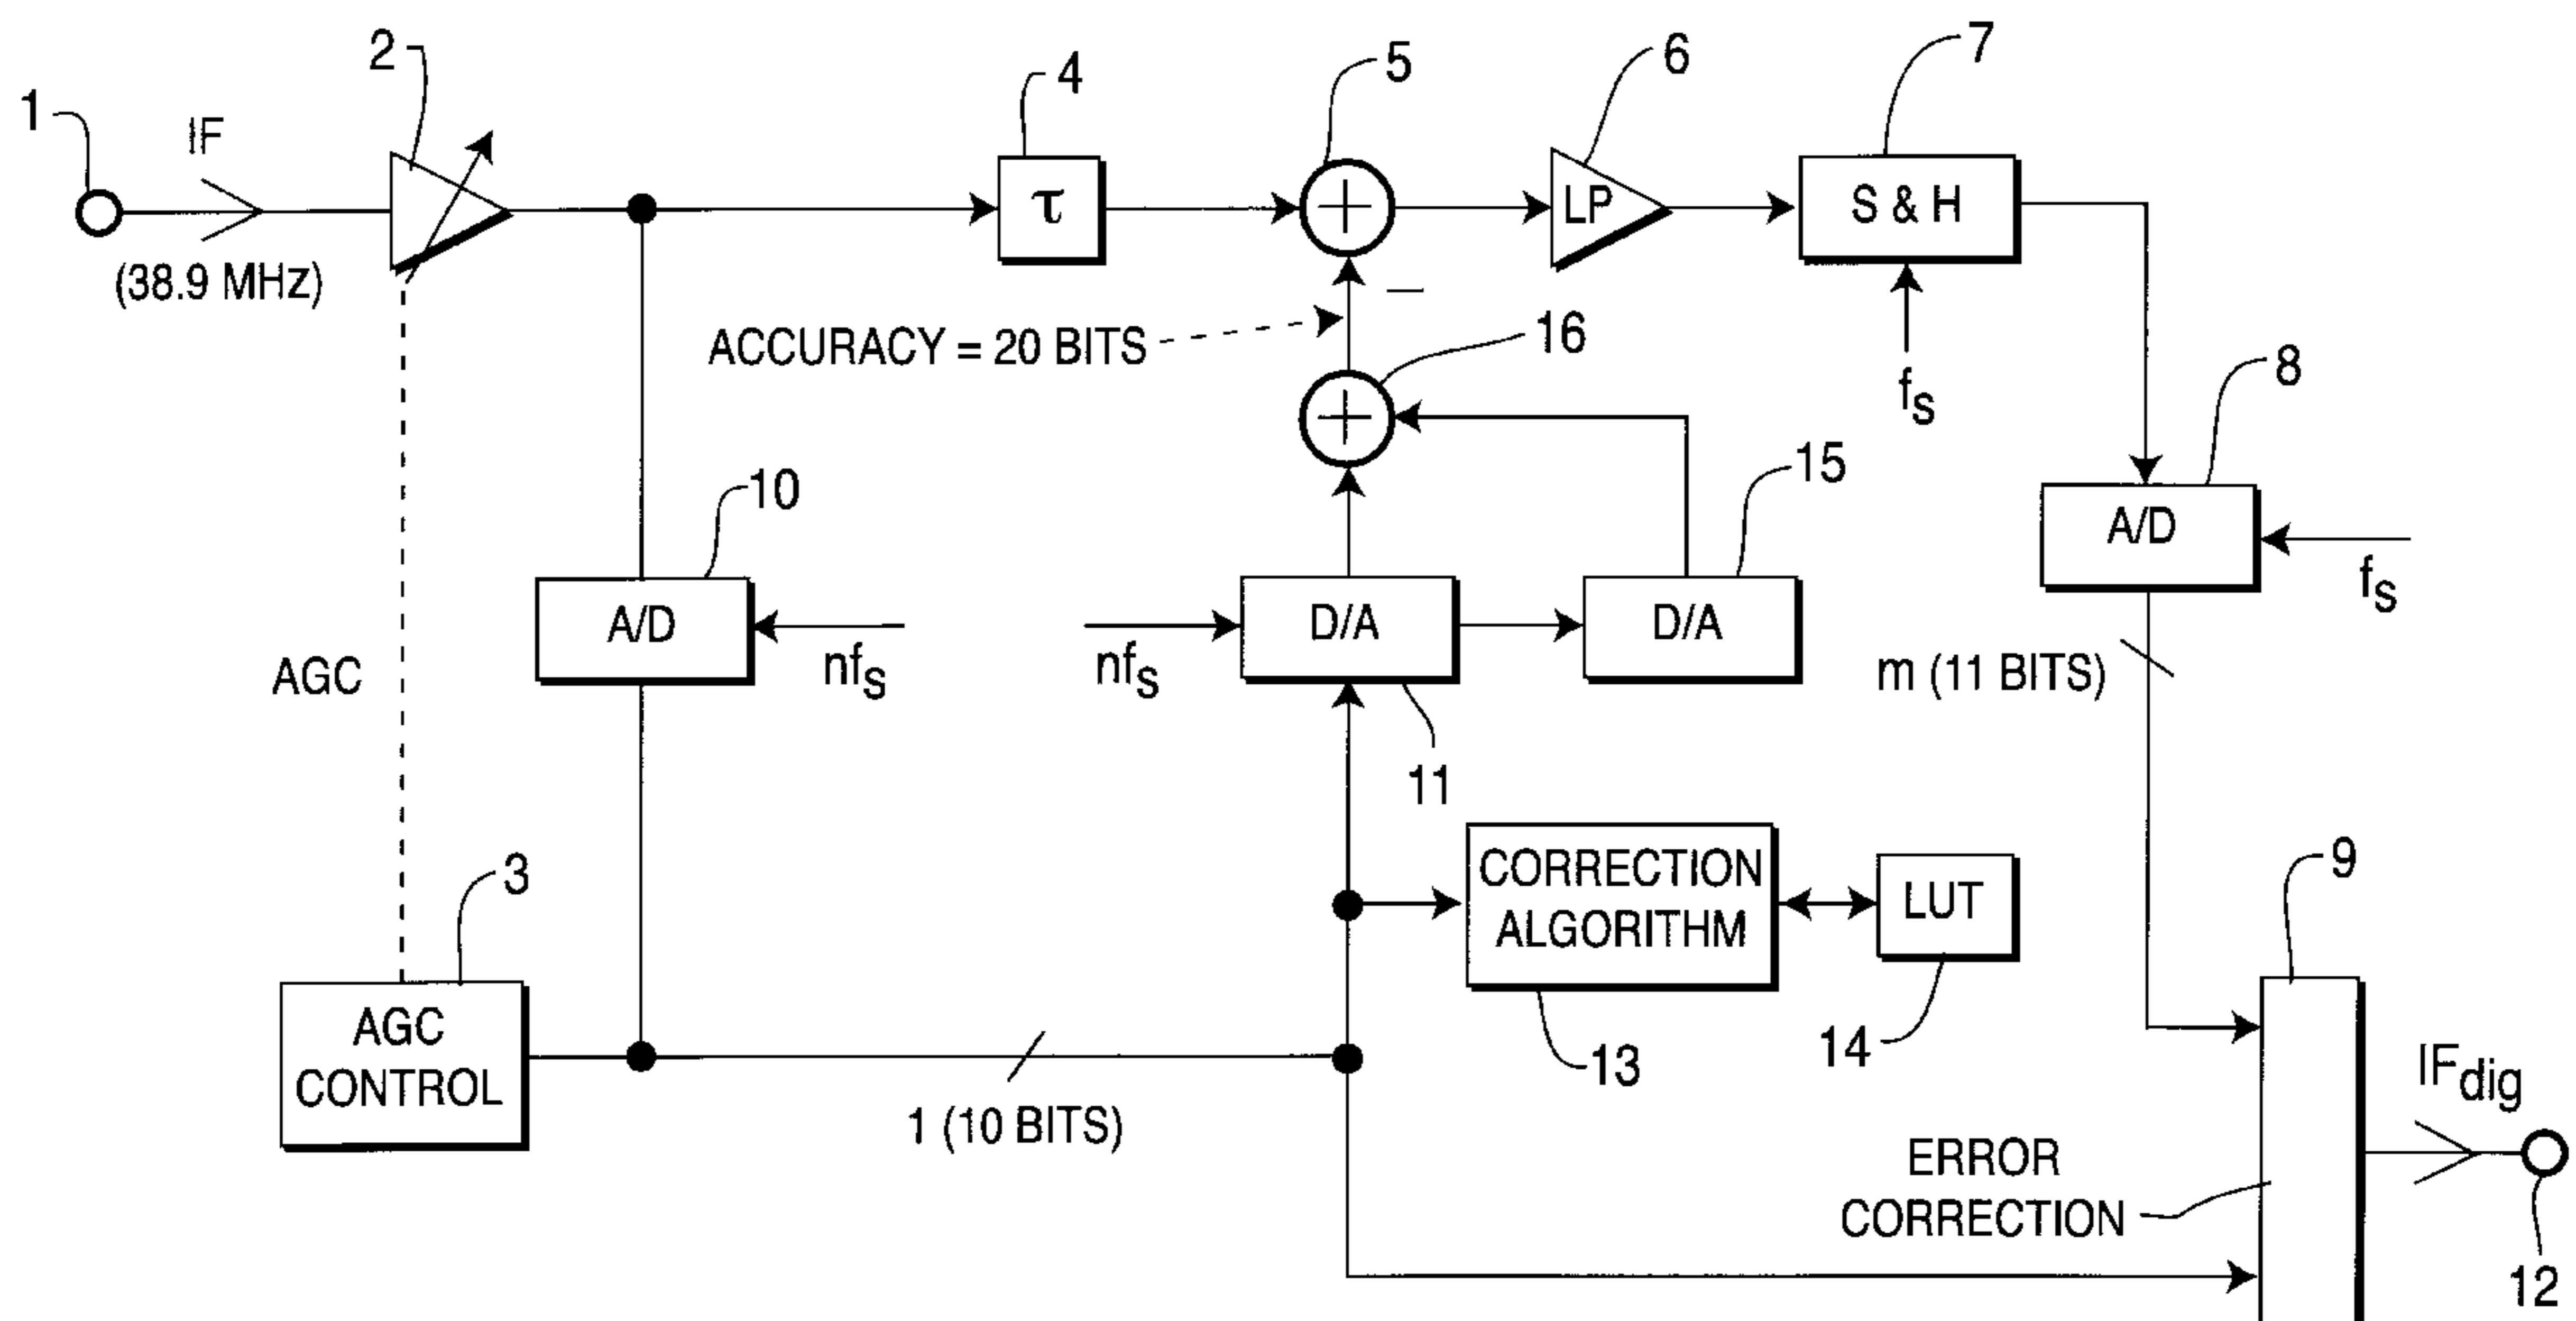 1
IF
(38.9 MHz)
2
4
τ
5
6
LP
7
S & H
fs
ACCURACY = 20 BITS
–
16
8
A/D
fs
10
A/D
nfs
nfs
D/A
11
15
D/A
m (11 BITS)
AGC
3
AGC
CONTROL
1 (10 BITS)
CORRECTION
ALGORITHM
13
LUT
14
9
ERROR
CORRECTION
IFdig
12